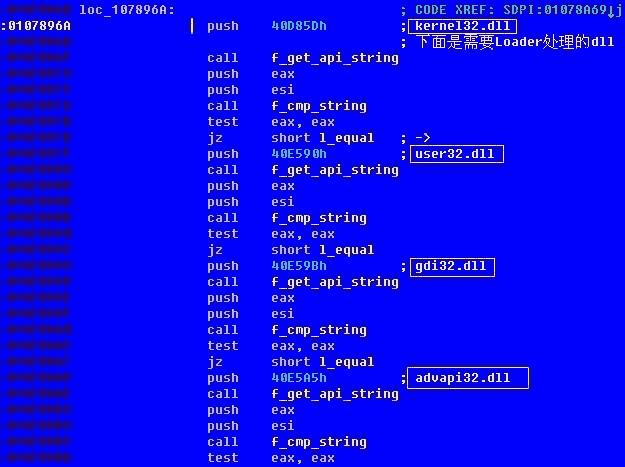 loc_107896A: ; CODE XREF: SDPI:01078A69↓j
:0107896A push 40D85Dh ; kernel32.dll
; 下面是需要Loader处理的dll
call f_get_api_string
push eax
push esi
call f_cmp_string
test eax, eax
jz short l_equal ; ->
push 40E590h ; user32.dll
call f_get_api_string
push eax
push esi
call f_cmp_string
test eax, eax
jz short l_equal
push 40E59Bh ; gdi32.dll
call f_get_api_string
push eax
push esi
call f_cmp_string
test eax, eax
jz short l_equal
push 40E5A5h ; advapi32.dll
call f_get_api_string
push eax
push esi
call f_cmp_string
test eax, eax